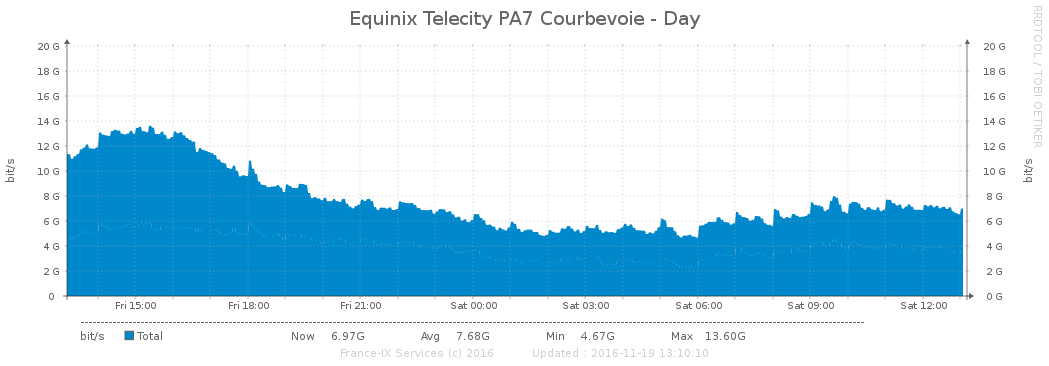 Equinix Telecity PA7 Courbevoie - Day
RRDTOOL / TOBI OETIKER
20 G 20 G
18 G 18 G
16 G 16 G
14 G 14 G
12 G 12 G
10 G 10 G
8 G 8 G
6 G 6 G
4 G 4 G
2 G 2 G
0 0 G
bit/s bit/s
Fri 15:00 Fri 18:00 Fri 21:00 Sat 00:00 Sat 03:00 Sat 06:00 Sat 09:00 Sat 12:00
bit/s Total Now 6.97G Avg 7.68G Min 4.67G Max 13.60G
France-IX Services (c) 2016 Updated : 2016-11-19 13:10:10